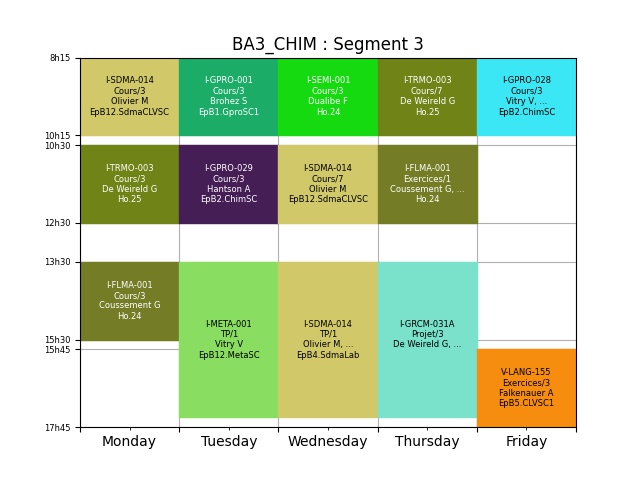 BA3_CHIM : Segment 3
8h15
I-SDMA-014
Cours/3
Olivier M
EpB12.SdmaCLVSC
I-GPRO-001
Cours/3
Brohez S
EpB1.GproSC1
I-SEMI-001
Cours/3
Dualibe F
Ho.24
I-TRMO-003
Cours/7
De Weireld G
Ho.25
I-GPRO-028
Cours/3
Vitry V, ...
EpB2.ChimSC
10h15
10h30
I-TRMO-003
Cours/3
De Weireld G
Ho.25
I-GPRO-029
Cours/3
Hantson A
EpB2.ChimSC
I-SDMA-014
Cours/7
Olivier M
EpB12.SdmaCLVSC
I-FLMA-001
Exercices/1
Coussement G, ...
Ho.24
12h30
13h30
I-FLMA-001
Cours/3
Coussement G
Ho.24
I-META-001
TP/1
Vitry V
EpB12.MetaSC
I-SDMA-014
TP/1
Olivier M, ...
EpB4.SdmaLab
I-GRCM-031A
Projet/3
De Weireld G, ...
15h30
15h45
V-LANG-155
Exercices/3
Falkenauer A
EpB5.CLVSC1
17h45
Monday
Tuesday
Wednesday
Thursday
Friday